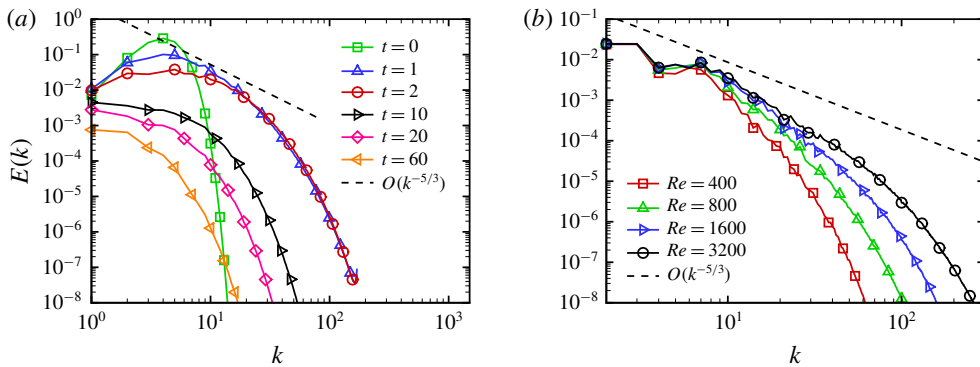 (a)
10^0
10^-1
10^-2
10^-3
10^-4
10^-5
10^-6
10^-7
10^-8
E(k)
10^0 10^1 10^2 10^3
k
t = 0
t = 1
t = 2
t = 10
t = 20
t = 60
O(k^-5/3)
(b)
10^-1
10^-2
10^-3
10^-4
10^-5
10^-6
10^-7
10^-8
Re = 400
Re = 800
Re = 1600
Re = 3200
O(k^-5/3)
10^1 10^2
k